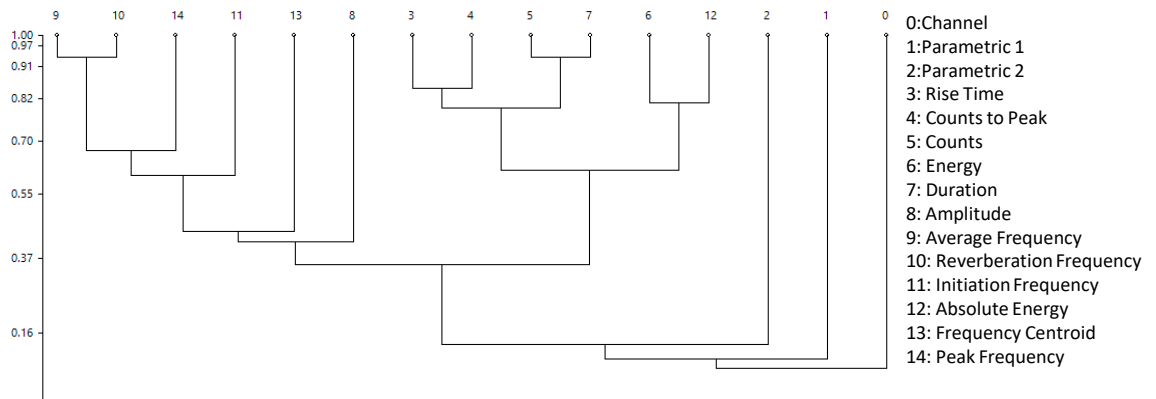 9 10 14 11 13 8 3 4 5 7 6 12 2 1 0
1.00
0.97
0.91
0.82
0.70
0.55
0.37
0.16
0:Channel
1:Parametric 1
2:Parametric 2
3: Rise Time
4: Counts to Peak
5: Counts
6: Energy
7: Duration
8: Amplitude
9: Average Frequency
10: Reverberation Frequency
11: Initiation Frequency
12: Absolute Energy
13: Frequency Centroid
14: Peak Frequency